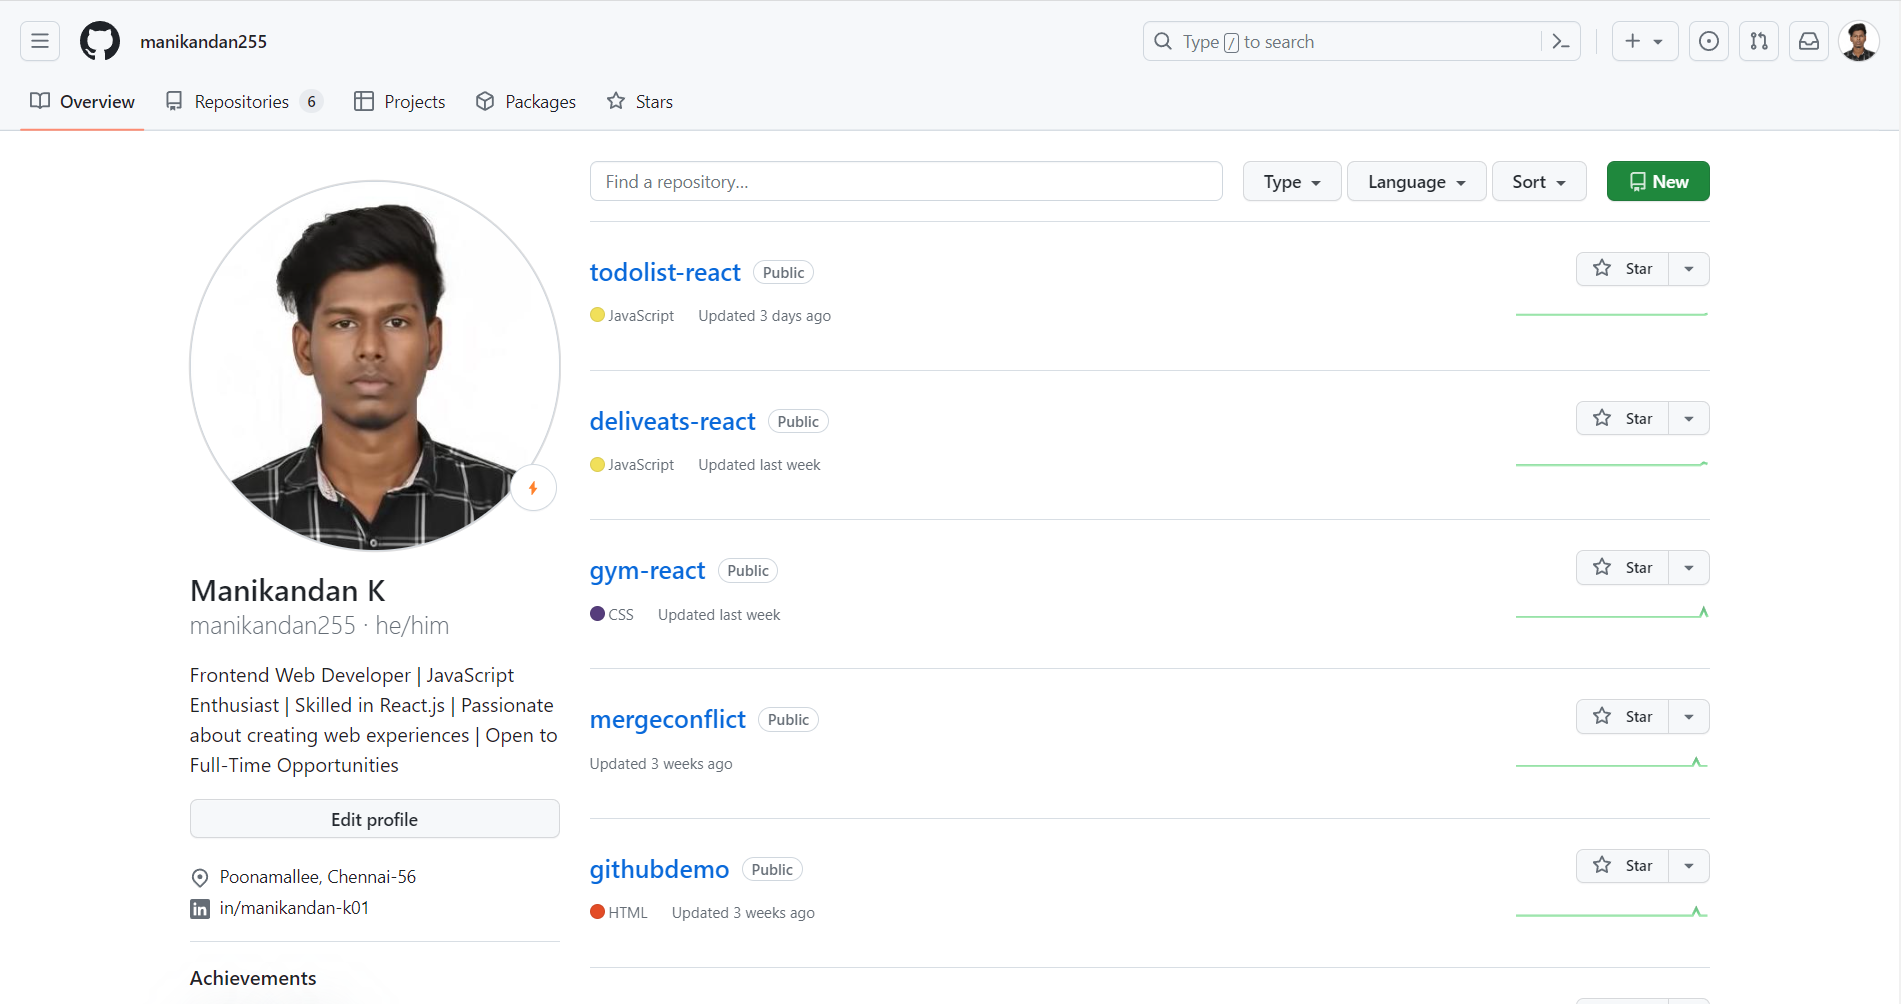 manikandan255
Type / to search
Overview
Repositories 6
Projects
Packages
Stars
Find a repository...
Type
Language
Sort
New
Manikandan K
manikandan255 · he/him
Frontend Web Developer | JavaScript
Enthusiast | Skilled in React.js | Passionate
about creating web experiences | Open to
Full-Time Opportunities
Edit profile
Poonamallee, Chennai-56
in/manikandan-k01
Achievements
todolist-react Public
Star
JavaScript Updated 3 days ago
deliveats-react Public
Star
JavaScript Updated last week
gym-react Public
Star
CSS Updated last week
mergeconflict Public
Star
Updated 3 weeks ago
githubdemo Public
Star
HTML Updated 3 weeks ago